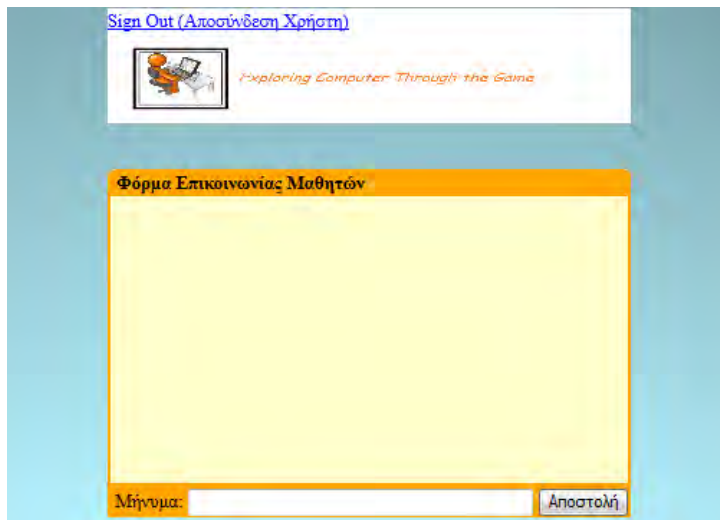 Sign Out (Αποσύνδεση Χρήστη)
Exploring Computer Through the Game
Φόρμα Επικοινωνίας Μαθητών
Μήνυμα:
Αποστολή